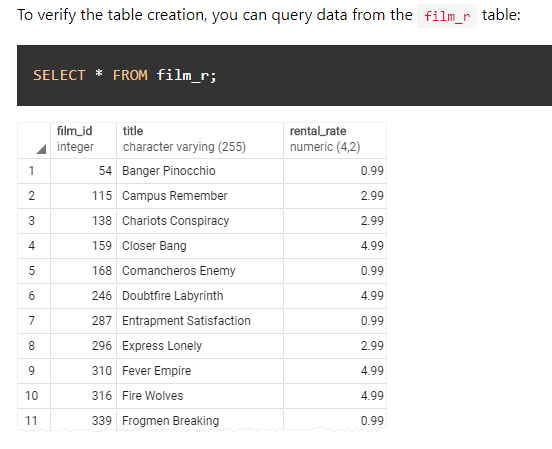 To verify the table creation, you can query data from the film_r table:
SELECT * FROM film_r;
film_id title rental_rate
integer character varying (255) numeric (4,2)
1 54 Banger Pinocchio 0.99
2 115 Campus Remember 2.99
3 138 Chariots Conspiracy 2.99
4 159 Closer Bang 4.99
5 168 Comancheros Enemy 0.99
6 246 Doubtfire Labyrinth 4.99
7 287 Entrapment Satisfaction 0.99
8 296 Express Lonely 2.99
9 310 Fever Empire 4.99
10 316 Fire Wolves 4.99
11 339 Frogmen Breaking 0.99